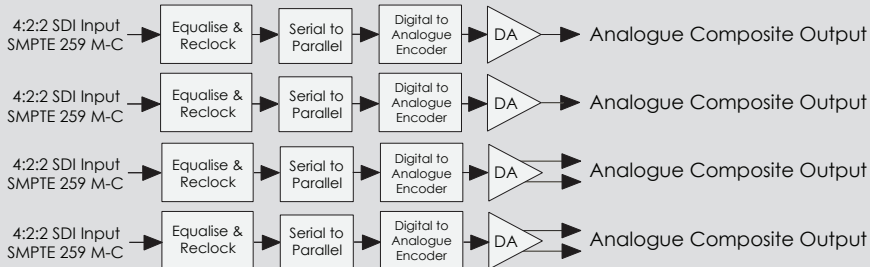 4:2:2 SDI Input
SMPTE 259 M-C
Equalise &
Reclock
Serial to
Parallel
Digital to
Analogue
Encoder
DA
Analogue Composite Output
4:2:2 SDI Input
SMPTE 259 M-C
Equalise &
Reclock
Serial to
Parallel
Digital to
Analogue
Encoder
DA
Analogue Composite Output
4:2:2 SDI Input
SMPTE 259 M-C
Equalise &
Reclock
Serial to
Parallel
Digital to
Analogue
Encoder
DA
Analogue Composite Output
4:2:2 SDI Input
SMPTE 259 M-C
Equalise &
Reclock
Serial to
Parallel
Digital to
Analogue
Encoder
DA
Analogue Composite Output